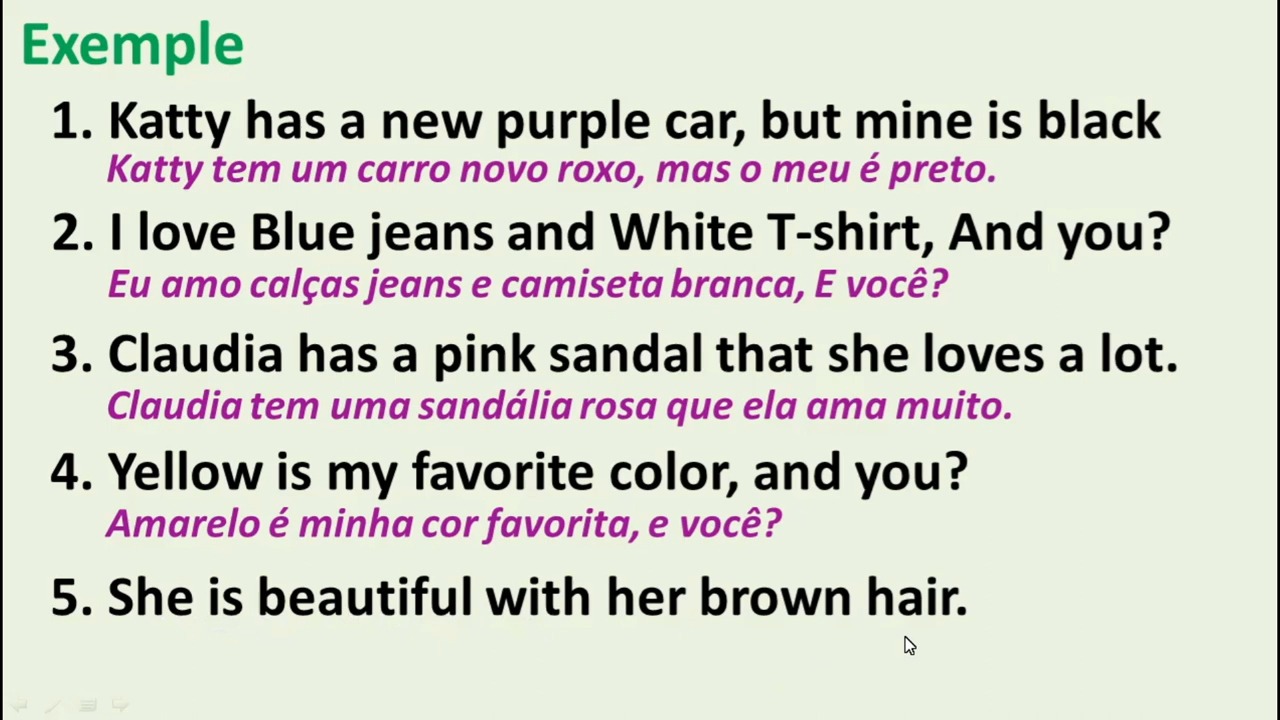 Exemple
1. Katty has a new purple car, but mine is black
Katty tem um carro novo roxo, mas o meu é preto.
2. I love Blue jeans and White T-shirt, And you?
Eu amo calças jeans e camiseta branca, E você?
3. Claudia has a pink sandal that she loves a lot.
Claudia tem uma sandália rosa que ela ama muito.
4. Yellow is my favorite color, and you?
Amarelo é minha cor favorita, e você?
5. She is beautiful with her brown hair.